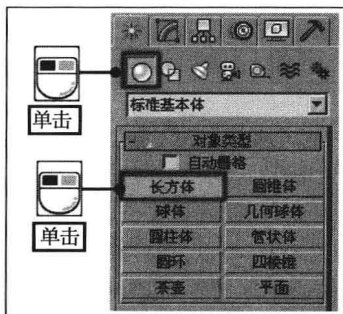 单击
标准基本体
- 对象类型
自动栅格
单击
长方体 圆锥体
球体 几何球体
圆柱体 管状体
圆环 四棱锥
茶壶 平面